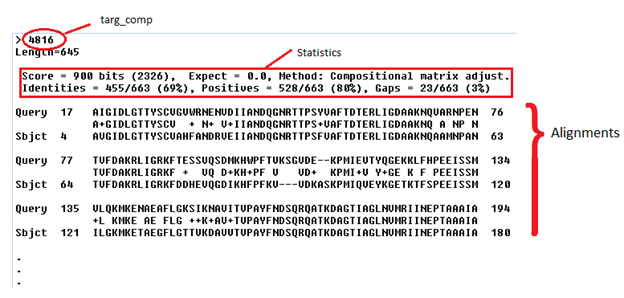 targ_comp
> 4816
Length=645
Statistics
Score = 900 bits (2326), Expect = 0.0, Method: Compositional matrix adjust.
Identities = 455/663 (69%), Positives = 528/663 (80%), Gaps = 23/663 (3%)
Query 17 AIGIDLGTTYSCVGVWRNENVDIIANDQGNRTTPSYVAFTDTERLIGDAAKNQVARNPEN 76
A+GIDLGTTYSCV + N+ V+IIANDQGNRTTPS+VAFTDTERLIGDAAKNQ A NP N
Sbjct 4 AVGIDLGTTYSCVAHFANDRVEIIANDQGNRTTPSFVAFTDTERLIGDAAKNQAAMNPAN 63
Alignments
Query 77 TVFDAKRLIGRKFTESSVQSDMKHWPFTVKSGVDE--KPMIEVTYQGEKKLFHPEEISSM 134
TVFDAKRLIGRKF + VQ D+KH+PF V VD+ KPMI+V Y+GE K F PEEISSM
Sbjct 64 TVFDAKRLIGRKFDDHEVQGDIKHFPFKV---VDKASKPMIQVEYKGETKTFSPEEISSM 120
Query 135 VLQKMKENAEAFLGKSIKNAVITVPAYFNDSQRQATKDAGTIAGLNVMRIINEPTAAAIA 194
+L KMKE AE FLG ++K+AV+TVPAYFNDSQRQATKDAGTIAGLNVMRIINEPTAAAIA
Sbjct 121 ILGKMKETAEGFLGTTVKDAVVTVPAYFNDSQRQATKDAGTIAGLNVMRIINEPTAAAIA 180
.
.
.